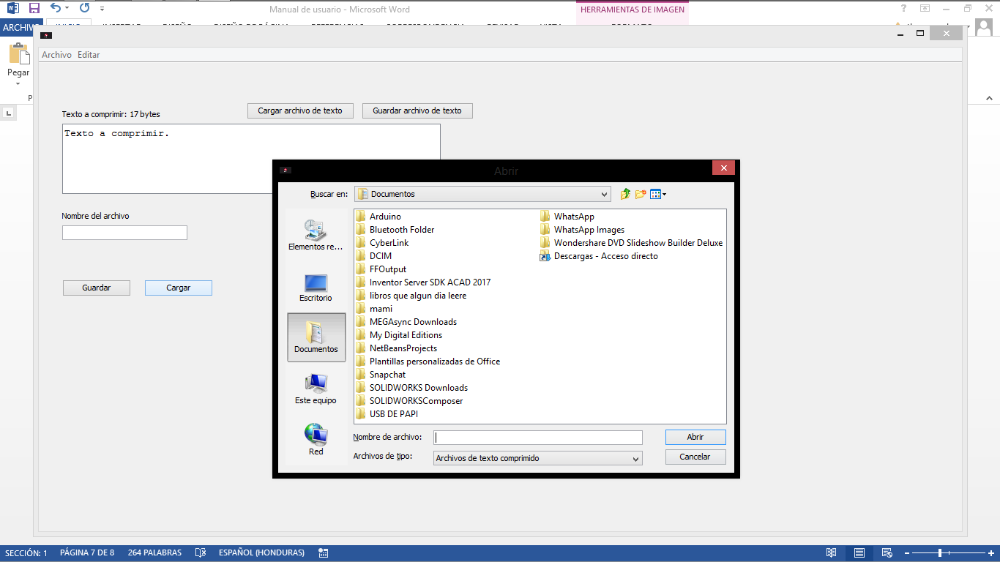 Manual de usuario - Microsoft Word
HERRAMIENTAS DE IMAGEN
Archivo Editar
Pegar
Texto a comprimir: 17 bytes
Cargar archivo de texto
Guardar archivo de texto
Texto a comprimir.
Nombre del archivo
Guardar
Cargar
Abrir
Buscar en:
Documentos
Elementos re...
Escritorio
Documentos
Este equipo
Red
Arduino
Bluetooth Folder
CyberLink
DCIM
FFOutput
Inventor Server SDK ACAD 2017
libros que algun dia leere
mami
MEGAsync Downloads
My Digital Editions
NetBeansProjects
Plantillas personalizadas de Office
Snapchat
SOLIDWORKS Downloads
SOLIDWORKSComposer
USB DE PAPI
WhatsApp
WhatsApp Images
Wondershare DVD Slideshow Builder Deluxe
Descargas - Acceso directo
Nombre de archivo:
Abrir
Archivos de tipo:
Archivos de texto comprimido
Cancelar
SECCIÓN: 1 PÁGINA 7 DE 8 264 PALABRAS ESPAÑOL (HONDURAS)